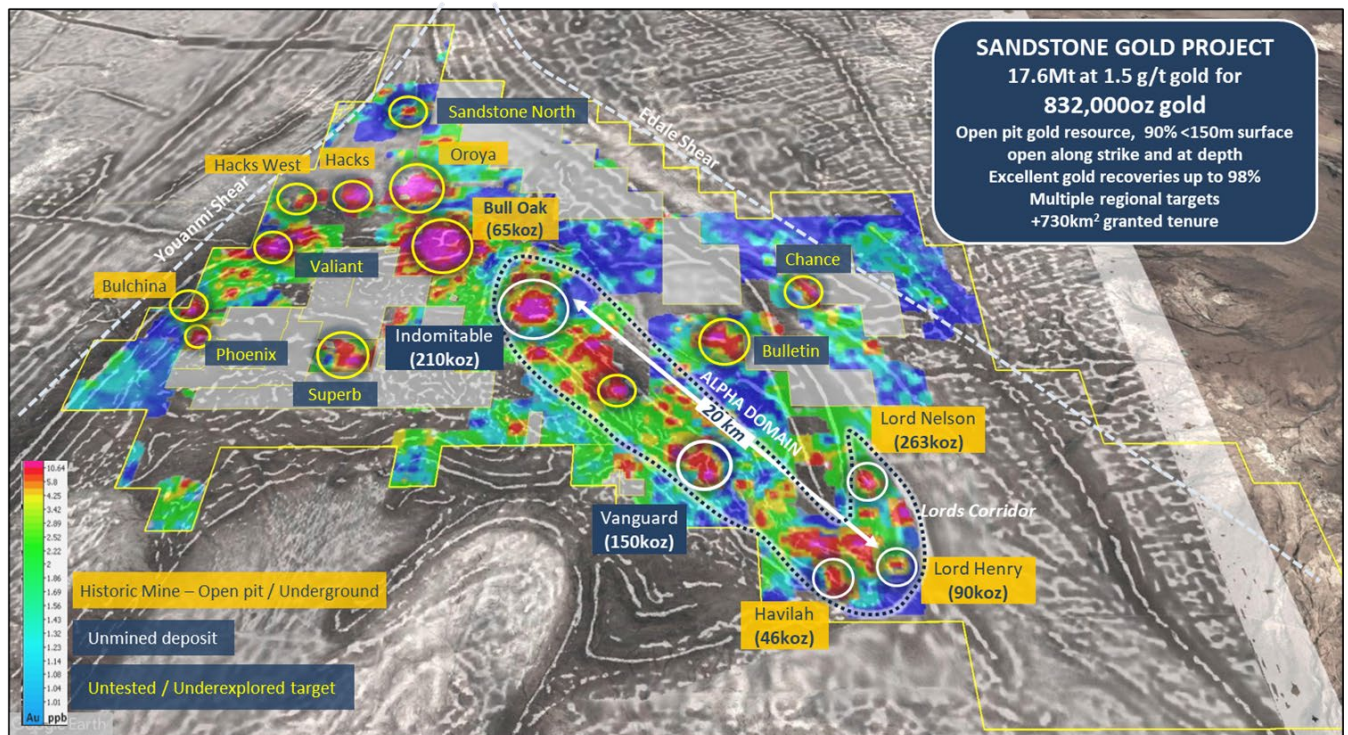 SANDSTONE GOLD PROJECT
17.6Mt at 1.5 g/t gold for
832,000oz gold
Open pit gold resource, 90% <150m surface
open along strike and at depth
Excellent gold recoveries up to 98%
Multiple regional targets
+730km² granted tenure
Sandstone North
Edale Shear
Hacks West
Hacks
Oroya
Youanmi Shear
Bull Oak
(65koz)
Valiant
Chance
Bulchina
Indomitable
(210koz)
Phoenix
Bulletin
Superb
ALPHA DOMAIN
20 km
Lord Nelson
(263koz)
Vanguard
(150koz)
Lords Corridor
Lord Henry
(90koz)
Havilah
(46koz)
10.64
5.8
4.25
3.42
2.89
2.52
2.22
1.86
1.69
1.55
1.43
1.32
1.23
1.14
1.08
1.04
1.01
Au ppb
Historic Mine – Open pit / Underground
Unmined deposit
Untested / Underexplored target
Google Earth